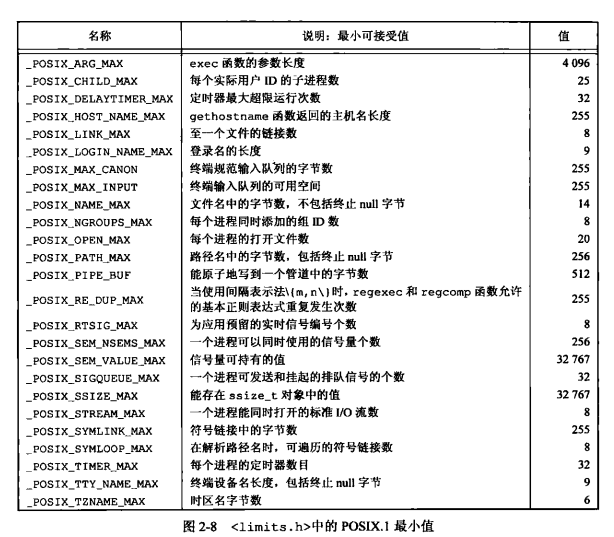 名称 说明：最小可接受值 值
_POSIX_ARG_MAX exec 函数的参数长度 4 096
_POSIX_CHILD_MAX 每个实际用户 ID 的子进程数 25
_POSIX_DELAYTIMER_MAX 定时器最大超限运行次数 32
_POSIX_HOST_NAME_MAX gethostname 函数返回的主机名长度 255
_POSIX_LINK_MAX 至一个文件的链接数 8
_POSIX_LOGIN_NAME_MAX 登录名的长度 9
_POSIX_MAX_CANON 终端规范输入队列的字节数 255
_POSIX_MAX_INPUT 终端输入队列的可用空间 255
_POSIX_NAME_MAX 文件名中的字节数，不包括终止 null 字节 14
_POSIX_NGROUPS_MAX 每个进程同时添加的组 ID 数 8
_POSIX_OPEN_MAX 每个进程的打开文件数 20
_POSIX_PATH_MAX 路径名中的字节数，包括终止 null 字节 256
_POSIX_PIPE_BUF 能原子地写到一个管道中的字节数 512
_POSIX_RE_DUP_MAX 当使用间隔表示法\{m,n\}时，regexec 和 regcomp 函数允许
的基本正则表达式重复发生次数 255
_POSIX_RTSIG_MAX 为应用预留的实时信号编号个数 8
_POSIX_SEM_NSEMS_MAX 一个进程可以同时使用的信号量个数 256
_POSIX_SEM_VALUE_MAX 信号量可持有的值 32 767
_POSIX_SIGQUEUE_MAX 一个进程可发送和挂起的排队信号的个数 32
_POSIX_SSIZE_MAX 能存在 ssize_t 对象中的值 32 767
_POSIX_STREAM_MAX 一个进程能同时打开的标准 I/O 流数 8
_POSIX_SYMLINK_MAX 符号链接中的字节数 255
_POSIX_SYMLOOP_MAX 在解析路径名时，可遍历的符号链接数 8
_POSIX_TIMER_MAX 每个进程的定时器数目 32
_POSIX_TTY_NAME_MAX 终端设备名长度，包括终止 null 字节 9
_POSIX_TZNAME_MAX 时区名字节数 6
图 2-8 <limits.h>中的 POSIX.1 最小值